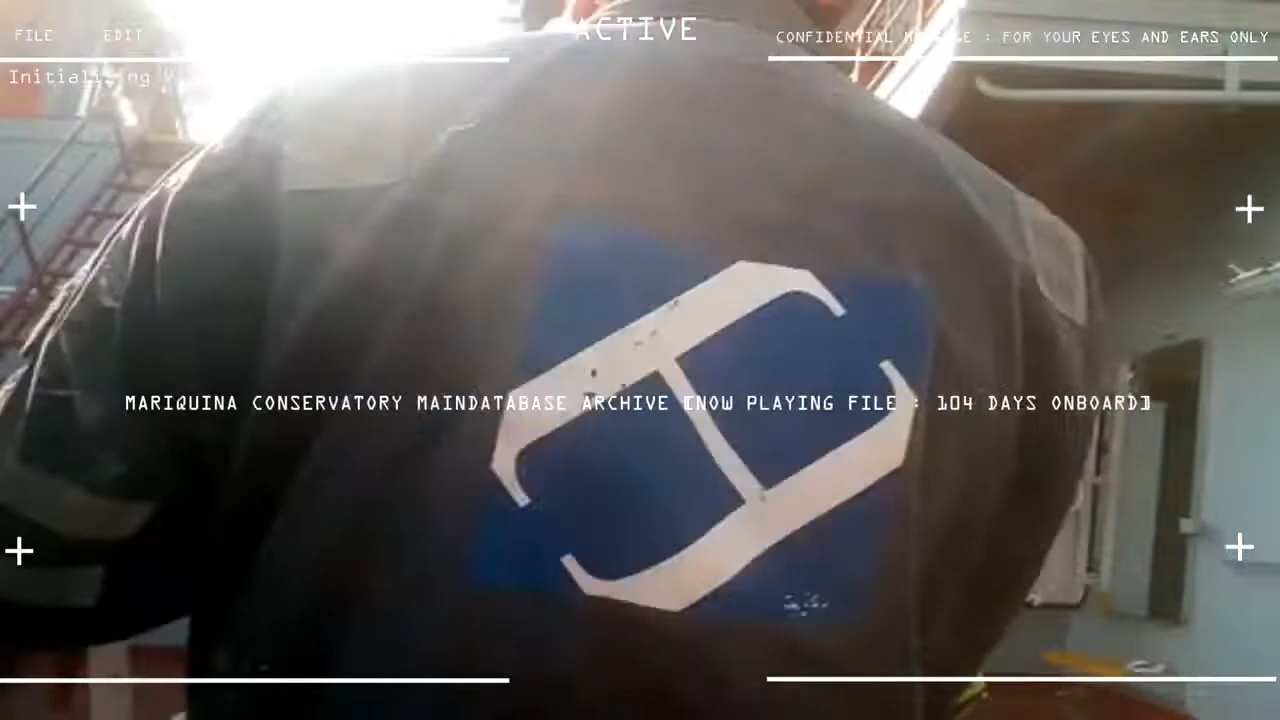 ACTIVE
FILE EDIT
CONFIDENTIAL : FOR YOUR EYES AND EARS ONLY
MARIQUINA CONSERVATORY MAINDATABASE ARCHIVE [NOW PLAYING FILE : 104 DAYS ONBOARD]